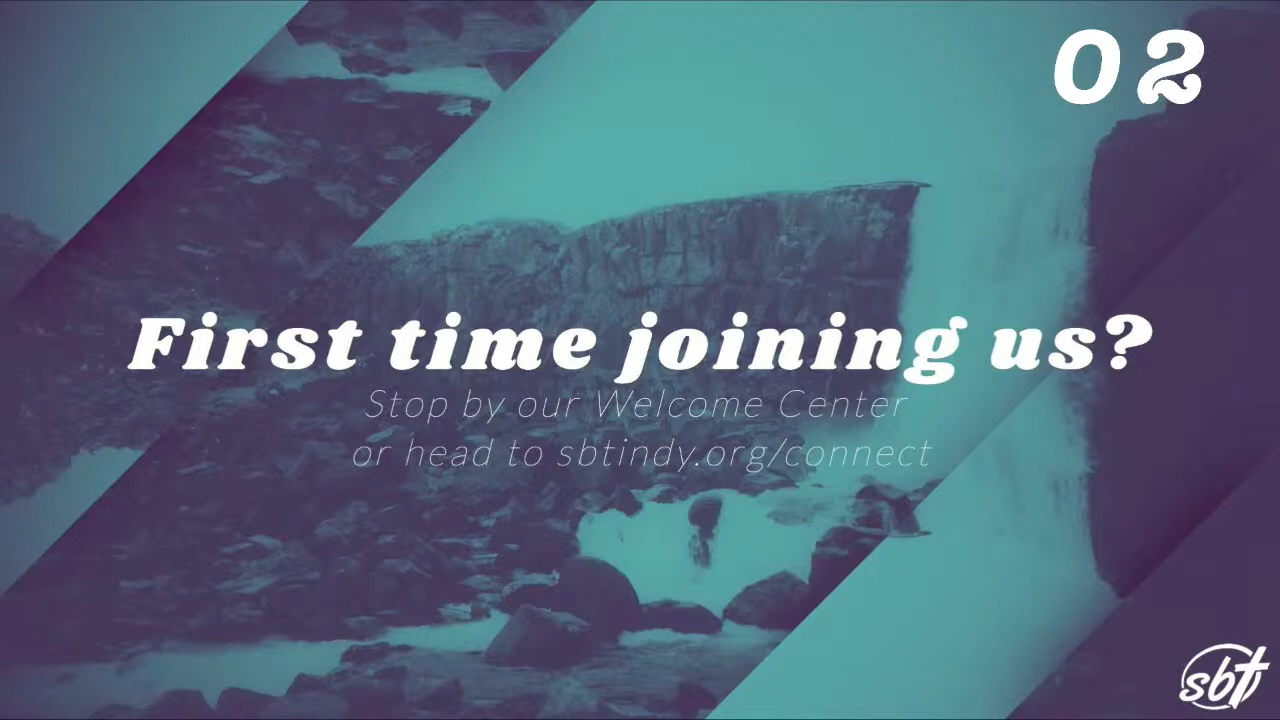 02
First time joining us?
Stop by our Welcome Center
or head to sbtindy.org/connect
sbt